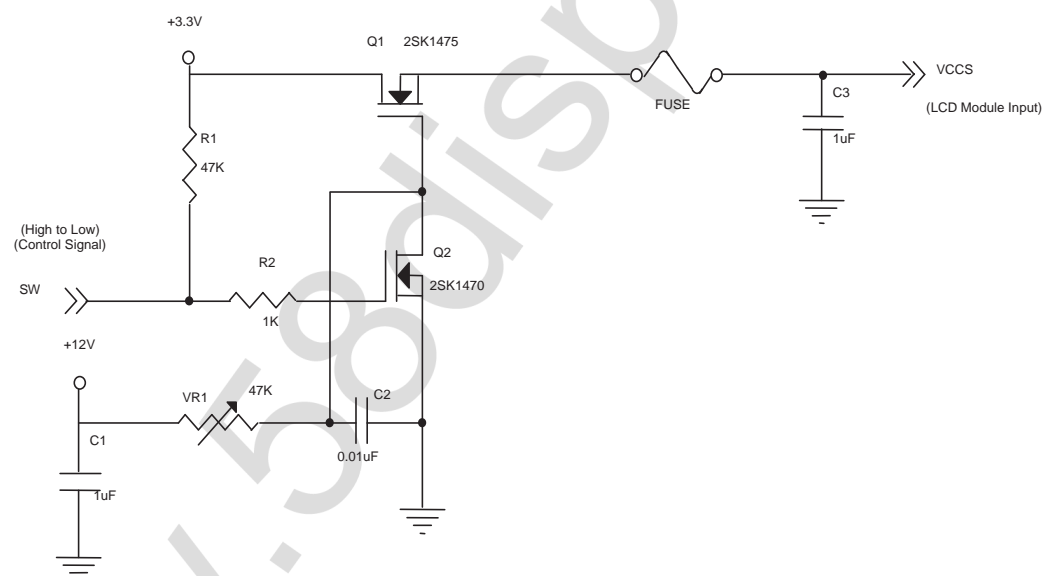 +3.3V
Q1 2SK1475
VCCS
FUSE
C3
(LCD Module Input)
R1
1uF
47K
(High to Low)
(Control Signal)
Q2
R2
2SK1470
SW
1K
+12V
VR1 47K
C2
C1
0.01uF
1uF
.58disp